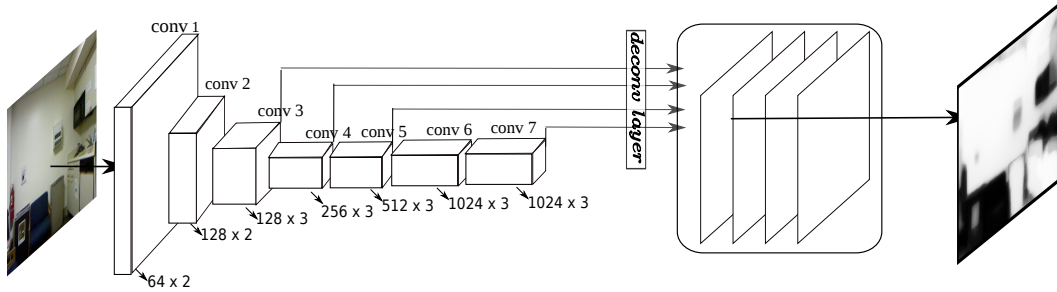 conv 1
conv 2
conv 3
conv 4
conv 5
conv 6
conv 7
deconv layer
64 x 2
128 x 2
128 x 3
256 x 3
512 x 3
1024 x 3
1024 x 3